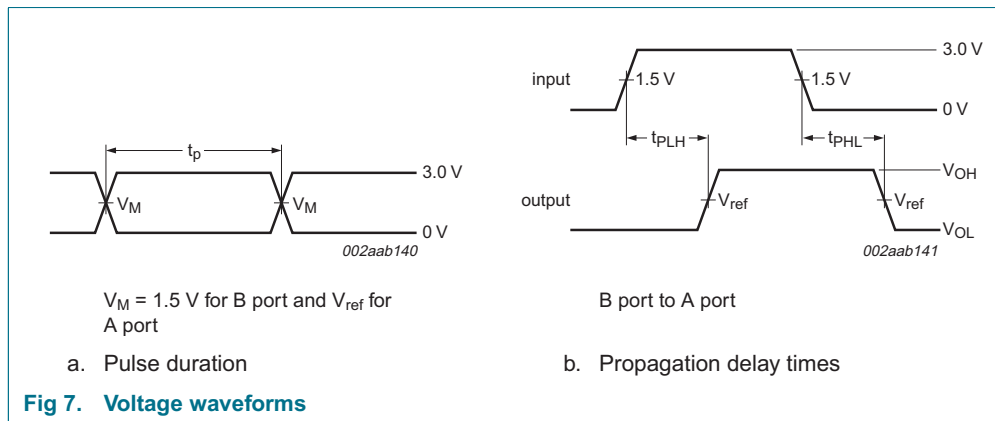 tp
3.0 V
VM
VM
0 V
002aab140
VM = 1.5 V for B port and Vref for
A port
a. Pulse duration
3.0 V
input
1.5 V
1.5 V
0 V
tPLH
tPHL
VOH
output
Vref
Vref
VOL
002aab141
B port to A port
b. Propagation delay times
Fig 7. Voltage waveforms